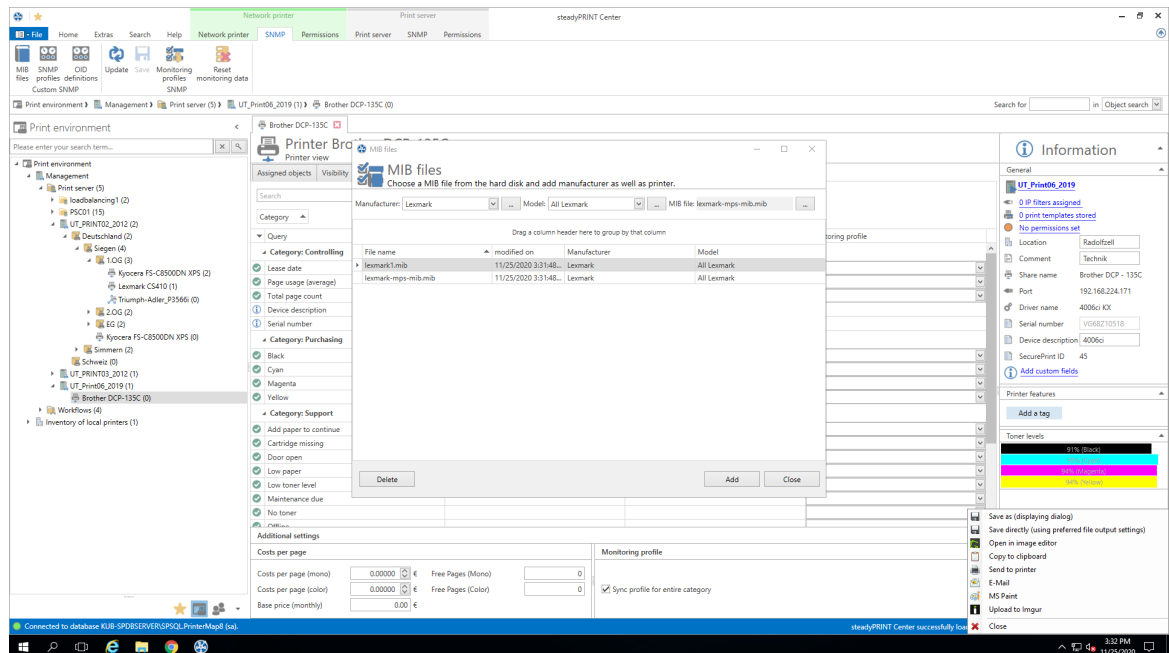 Network printer Print server steadyPRINT Center
File Home Extras Search Help Network printer SNMP Permissions Print server SNMP Permissions
MIB files SNMP profiles OID definitions Update Save Monitoring profiles Reset monitoring data
Custom SNMP SNMP
Print environment Management Print server (5) UT_Print06_2019 (1) Brother DCP-135C (0) Search for in Object search
Print environment
Please enter your search term...
Print environment
Management
Print server (5)
loadbalancing1 (2)
PSC01 (15)
UT_PRINT02_2012 (2)
Deutschland (2)
Siegen (4)
1.OG (3)
Kyocera FS-C8500DN XPS (2)
Lexmark CS410 (1)
Triumph-Adler_P3566i (0)
2.OG (2)
EG (2)
Kyocera FS-C8500DN XPS (0)
Simmern (2)
Schweiz (0)
UT_PRINT03_2012 (1)
UT_Print06_2019 (1)
Brother DCP-135C (0)
Workflows (4)
Inventory of local printers (1)
Brother DCP-135C
Printer Bro
Printer view
Assigned objects Visibility
Search
Category
Query
toring profile
Category: Controlling
Lease date
Page usage (average)
Total page count
Device description
Serial number
Category: Purchasing
Black
Cyan
Magenta
Yellow
Category: Support
Add paper to continue
Cartridge missing
Door open
Low paper
Low toner level
Maintenance due
No toner
MIB files
MIB files
Choose a MIB file from the hard disk and add manufacturer as well as printer.
Manufacturer: Lexmark ... Model: All Lexmark ... MIB file: lexmark-mps-mib.mib ...
Drag a column header here to group by that column
File name modified on Manufacturer Model
lexmark1.mib 11/25/2020 3:31:48... Lexmark All Lexmark
lexmark-mps-mib.mib 11/25/2020 3:31:48... Lexmark All Lexmark
Delete Add Close
Additional settings
Costs per page Monitoring profile
Costs per page (mono) 0.00000 € Free Pages (Mono) 0
Costs per page (color) 0.00000 € Free Pages (Color) 0
Sync profile for entire category
Base price (monthly) 0.00 €
Information
General
UT_Print06_2019
0 IP filters assigned
0 print templates stored
No permissions set
Location Radolfzell
Comment Technik
Share name Brother DCP - 135C
Port 192.168.224.171
Driver name 4006ci KX
Serial number VG68Z10518
Device description 4006ci
SecurePrint ID 45
Add custom fields
Printer features
Add a tag
Toner levels
91% (Black)
94% (Magenta)
94% (Yellow)
Save as (displaying dialog)
Save directly (using preferred file output settings)
Open in image editor
Copy to clipboard
Send to printer
E-Mail
MS Paint
Upload to Imgur
Close
Connected to database KUB-SPDBSERVER\SPSQL.PrinterMap8 (sa). steadyPRINT Center successfully
3:32 PM
11/25/2020